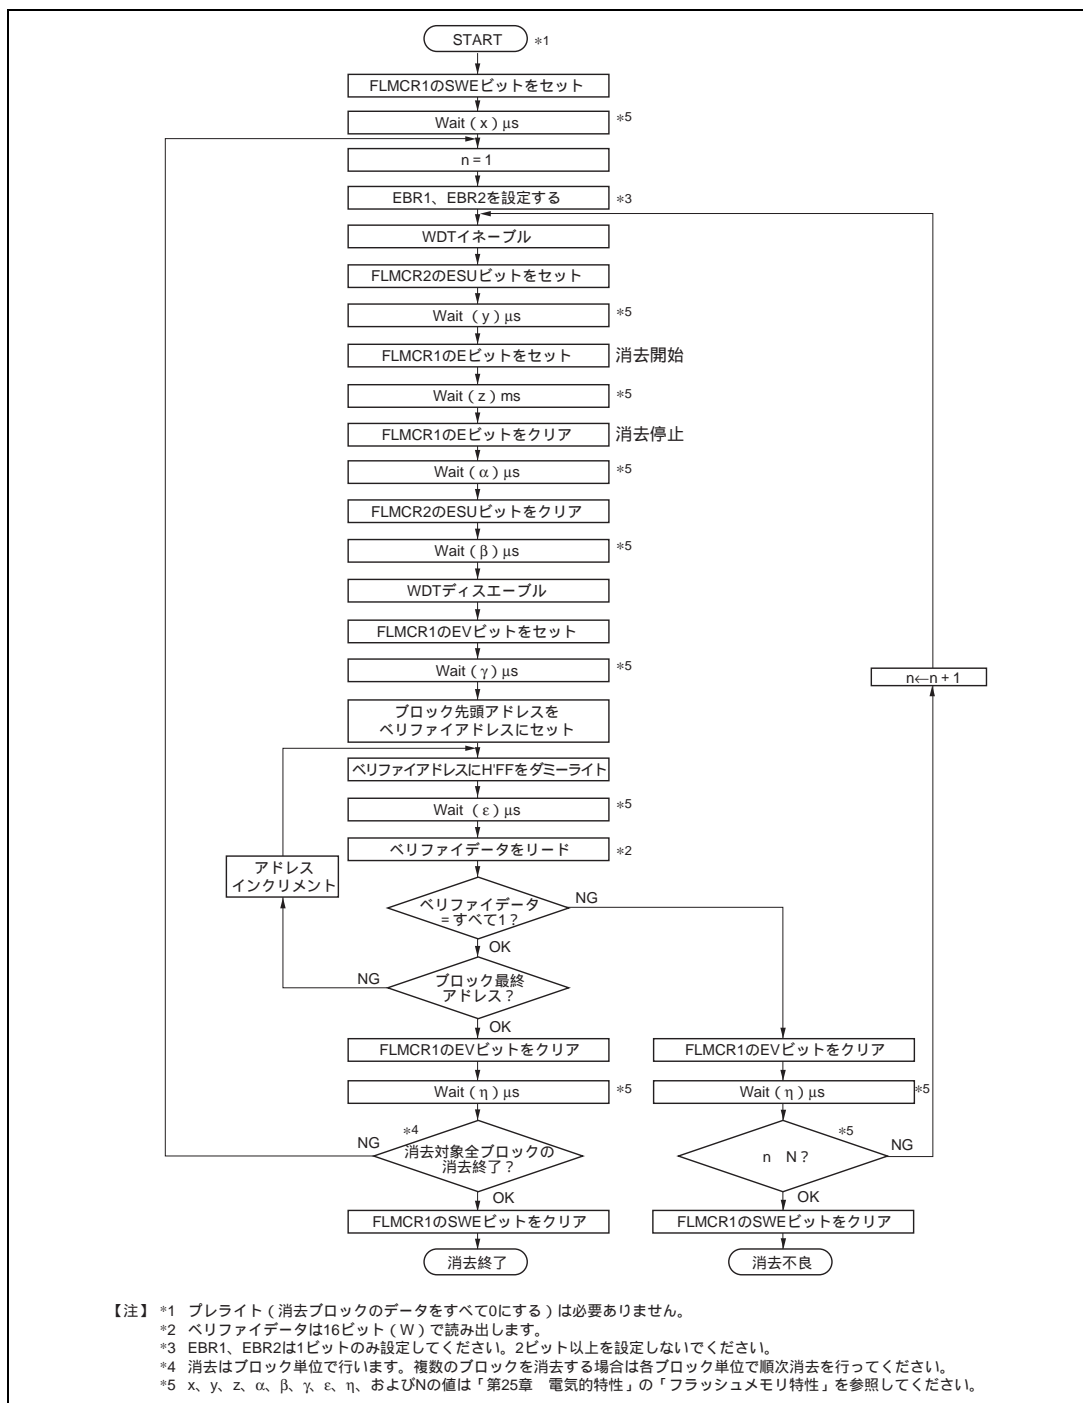 START *1
FLMCR1のSWEビットをセット
Wait ( x ) μs *5
n = 1
EBR1、EBR2を設定する *3
WDTイネーブル
FLMCR2のESUビットをセット
Wait ( y ) μs *5
FLMCR1のEビットをセット 消去開始
Wait ( z ) ms *5
FLMCR1のEビットをクリア 消去停止
Wait ( α ) μs *5
FLMCR2のESUビットをクリア
Wait ( β ) μs *5
WDTディスエーブル
FLMCR1のEVビットをセット
Wait ( γ ) μs *5
n←n + 1
ブロック先頭アドレスを
ベリファイアドレスにセット
ベリファイアドレスにH'FFをダミーライト
Wait ( ε ) μs *5
ベリファイデータをリード *2
アドレス
インクリメント
ベリファイデータ
= すべて1？
NG
OK
ブロック最終
アドレス？
NG
OK
FLMCR1のEVビットをクリア
Wait ( η ) μs *5
*4
消去対象全ブロックの
消去終了？
NG
OK
FLMCR1のSWEビットをクリア
消去終了
FLMCR1のEVビットをクリア
Wait ( η ) μs *5
*5
n N？
NG
OK
FLMCR1のSWEビットをクリア
消去不良
【注】 *1 プレライト（消去ブロックのデータをすべて0にする）は必要ありません。
*2 ベリファイデータは16ビット（W）で読み出します。
*3 EBR1、EBR2は1ビットのみ設定してください。2ビット以上を設定しないでください。
*4 消去はブロック単位で行います。複数のブロックを消去する場合は各ブロック単位で順次消去を行ってください。
*5 x、y、z、α、β、γ、ε、η、およびNの値は「第25章 電気的特性」の「フラッシュメモリ特性」を参照してください。